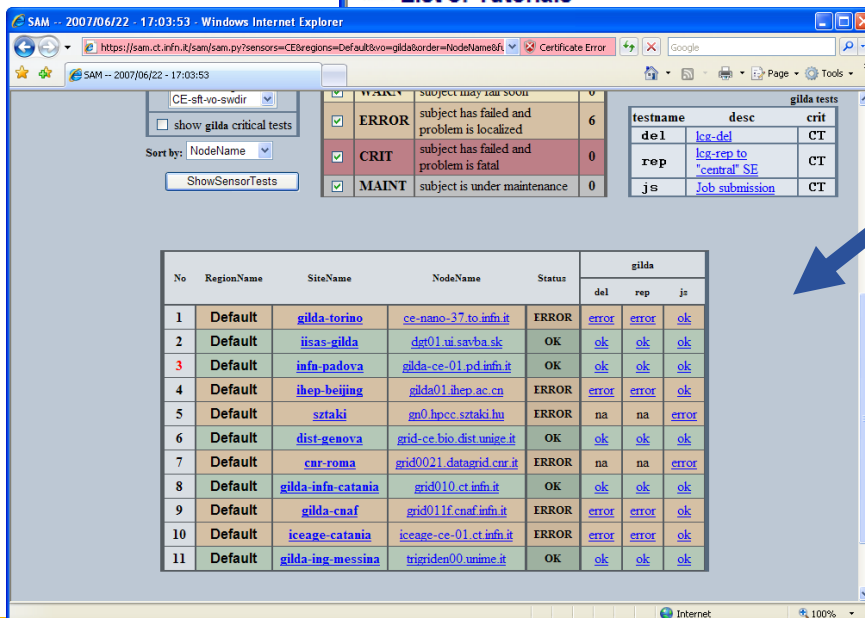 List of Tutorials
SAM -- 2007/06/22 - 17:03:53 - Windows Internet Explorer
https://sam.ct.infn.it/sam/sam.py?sensors=CE&regions=Default&vo=gilda&order=NodeName&fu Certificate Error Google
SAM -- 2007/06/22 - 17:03:53 Page Tools
CE-sft-vo-swdir
show gilda critical tests
Sort by: NodeName
ShowSensorTests
WARN subject may fail soon 0
ERROR subject has failed and problem is localized 6
CRIT subject has failed and problem is fatal 0
MAINT subject is under maintenance 0
gilda tests
testname desc crit
del lcg-del CT
rep lcg-rep to "central" SE CT
js Job submission CT
No RegionName SiteName NodeName Status gilda
del rep js
1 Default gilda-torino ce-nano-37.to.infn.it ERROR error error ok
2 Default iisas-gilda dgt01.ui.savba.sk OK ok ok ok
3 Default infn-padova gilda-ce-01.pd.infn.it OK ok ok ok
4 Default ihep-beijing gilda01.ihep.ac.cn ERROR error error ok
5 Default sztaki gn0.hpcc.sztaki.hu ERROR na na error
6 Default dist-genova grid-ce.bio.dist.unige.it OK ok ok ok
7 Default cnr-roma grid0021.datagrid.cnr.it ERROR na na error
8 Default gilda-infn-catania grid010.ct.infn.it OK ok ok ok
9 Default gilda-cnaf grid011f.cnaf.infn.it ERROR error error ok
10 Default iceage-catania iceage-ce-01.ct.infn.it ERROR error error ok
11 Default gilda-ing-messina trigriden00.unime.it OK ok ok ok
Internet 100%